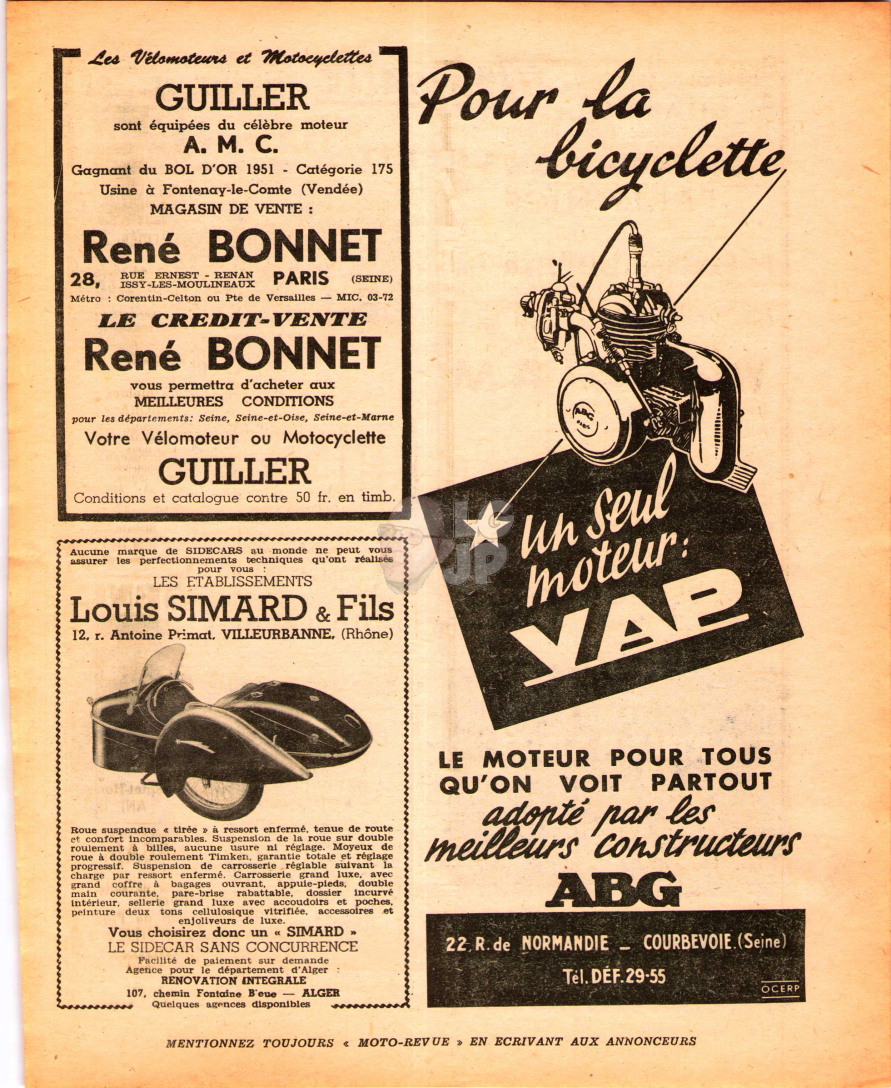 Les Vélomoteurs et Motocyclettes
GUILLER
sont équipées du célèbre moteur
A. M. C.
Gagnant du BOL D'OR 1951 - Catégorie 175
Usine à Fontenay-le-Comte (Vendée)
MAGASIN DE VENTE :
René BONNET
28, RUE ERNEST - RENAN
ISSY-LES-MOULINEAUX PARIS (SEINE)
Métro : Corentin-Celton ou Pte de Versailles — MIC. 03-72
LE CREDIT-VENTE
René BONNET
vous permettra d'acheter aux
MEILLEURES CONDITIONS
pour les départements: Seine, Seine-et-Oise, Seine-et-Marne
Votre Vélomoteur ou Motocyclette
GUILLER
Conditions et catalogue contre 50 fr. en timb.
Aucune marque de SIDECARS au monde ne peut vous
assurer les perfectionnements techniques qu'ont réalisés
pour vous :
LES ETABLISSEMENTS
Louis SIMARD & Fils
12, r. Antoine Primat, VILLEURBANNE, (Rhône)
Roue suspendue « tirée » à ressort enfermé, tenue de route
et confort incomparables. Suspension de la roue sur double
roulement à billes, aucune usure ni réglage. Moyeux de
roue à double roulement Timken, garantie totale et réglage
progressif. Suspension de carrosserie réglable suivant la
charge par ressort enfermé. Carrosserie grand luxe, avec
grand coffre à bagages ouvrant, appuie-pieds, double
main courante, pare-brise rabattable, dossier incurvé
intérieur, sellerie grand luxe avec accoudoirs et poches,
peinture deux tons cellulosique vitrifiée, accessoires et
enjoliveurs de luxe.
Vous choisirez donc un « SIMARD »
LE SIDECAR SANS CONCURRENCE
Facilité de paiement sur demande
Agence pour le département d'Alger :
RENOVATION INTEGRALE
107, chemin Fontaine B'eue — ALGER
Quelques agences disponibles
Pour la
bicyclette
ABG
PARIS
Un seul
moteur:
VAP
LE MOTEUR POUR TOUS
QU'ON VOIT PARTOUT
adopté par les
meilleurs constructeurs
ABG
22, R. de NORMANDIE _ COURBEVOIE.(Seine)
Tél. DÉF. 29-55
OCERP
JP
MENTIONNEZ TOUJOURS « MOTO-REVUE » EN ECRIVANT AUX ANNONCEURS